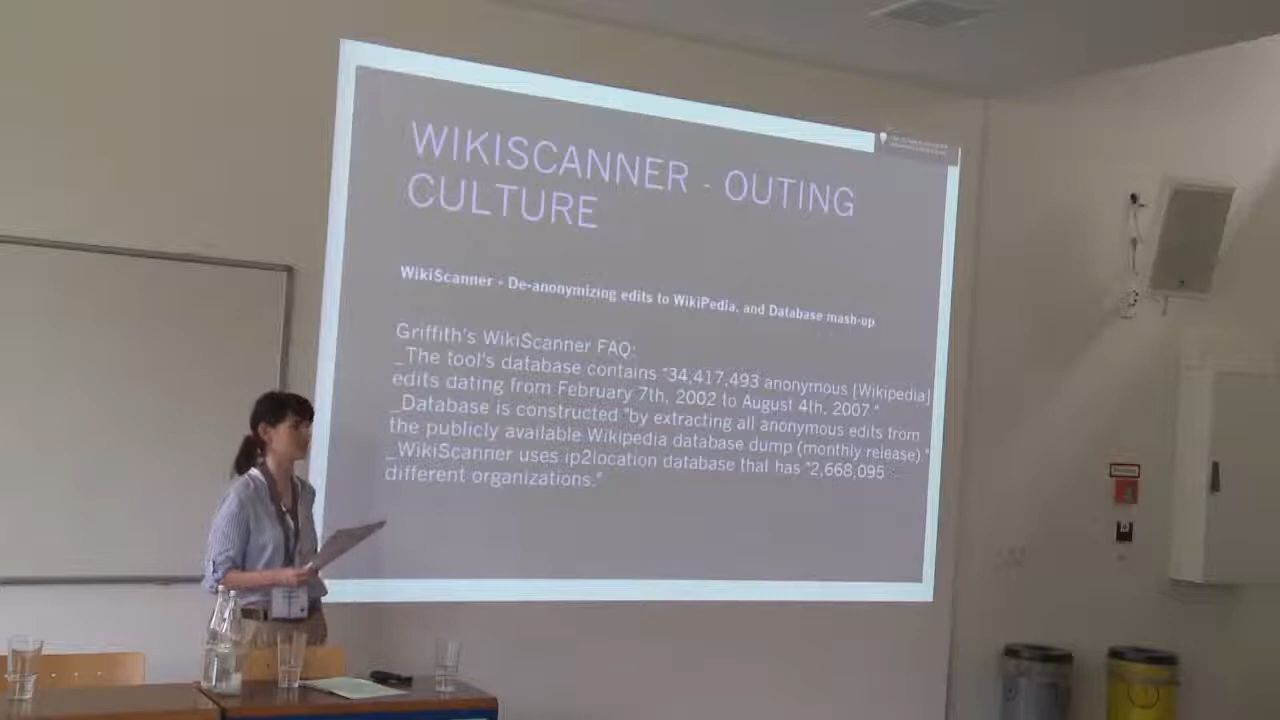 WIKISCANNER - OUTING
CULTURE
WikiScanner - De-anonymizing edits to WikiPedia, and Database mash-up
Griffith's WikiScanner FAQ:
_The tool's database contains "34,417,493 anonymous [Wikipedia]
edits dating from February 7th, 2002 to August 4th, 2007."
_Database is constructed "by extracting all anonymous edits from
the publicly available Wikipedia database dump (monthly release)."
_WikiScanner uses ip2location database that has "2,668,095
different organizations."